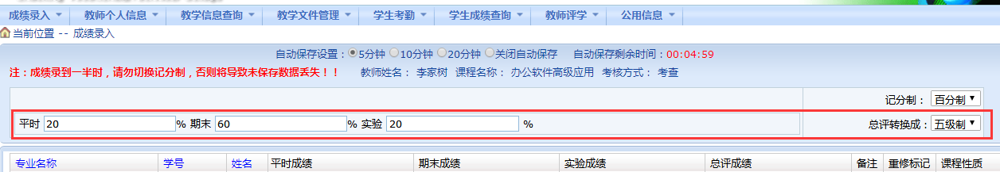 成绩录入 教师个人信息 教学信息查询 教学文件管理 学生考勤 学生成绩查询 教师评学 公用信息
当前位置 -- 成绩录入
自动保存设置：5分钟 10分钟 20分钟 关闭自动保存 自动保存剩余时间：00:04:59
注：成绩录到一半时，请勿切换记分制，否则将导致未保存数据丢失！！ 教师姓名： 李家树 课程名称： 办公软件高级应用 考核方式： 考查
记分制： 百分制
平时 20 % 期末 60 % 实验 20 % 总评转换成： 五级制
专业名称 学号 姓名 平时成绩 期末成绩 实验成绩 总评成绩 备注 重修标记 课程性质